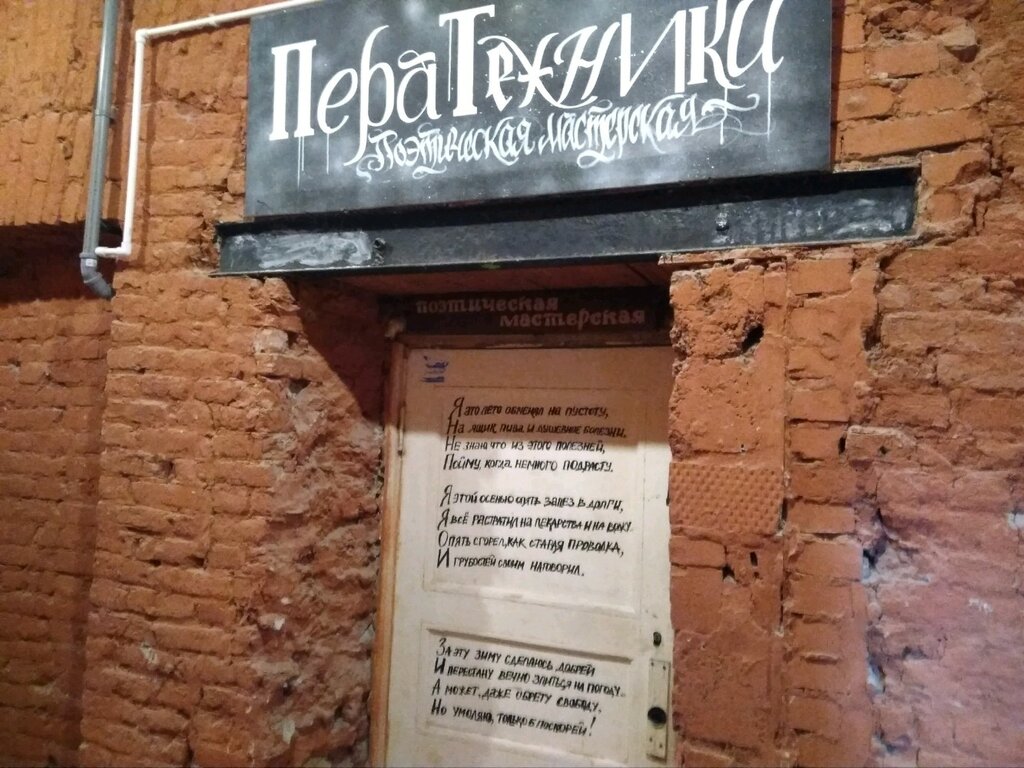 ПераТехника
Поэтическая мастерская
поэтическая
мастерская
Я это лето обменял на пустоту,
На ящик пива и душевные болезни.
Не знаю что из этого полезней,
Пойму, когда немного подрасту.
Я этой осенью опять залез в долги,
Я всё растратил на лекарства и на
Опять сгорел, как старая проводка,
И грубостей своим наговорил.
За эту зиму сделаюсь добрей
И перестану вечно злиться на погоду.
А может, даже обрету свободу,
Но умоляю, только б поскорей!